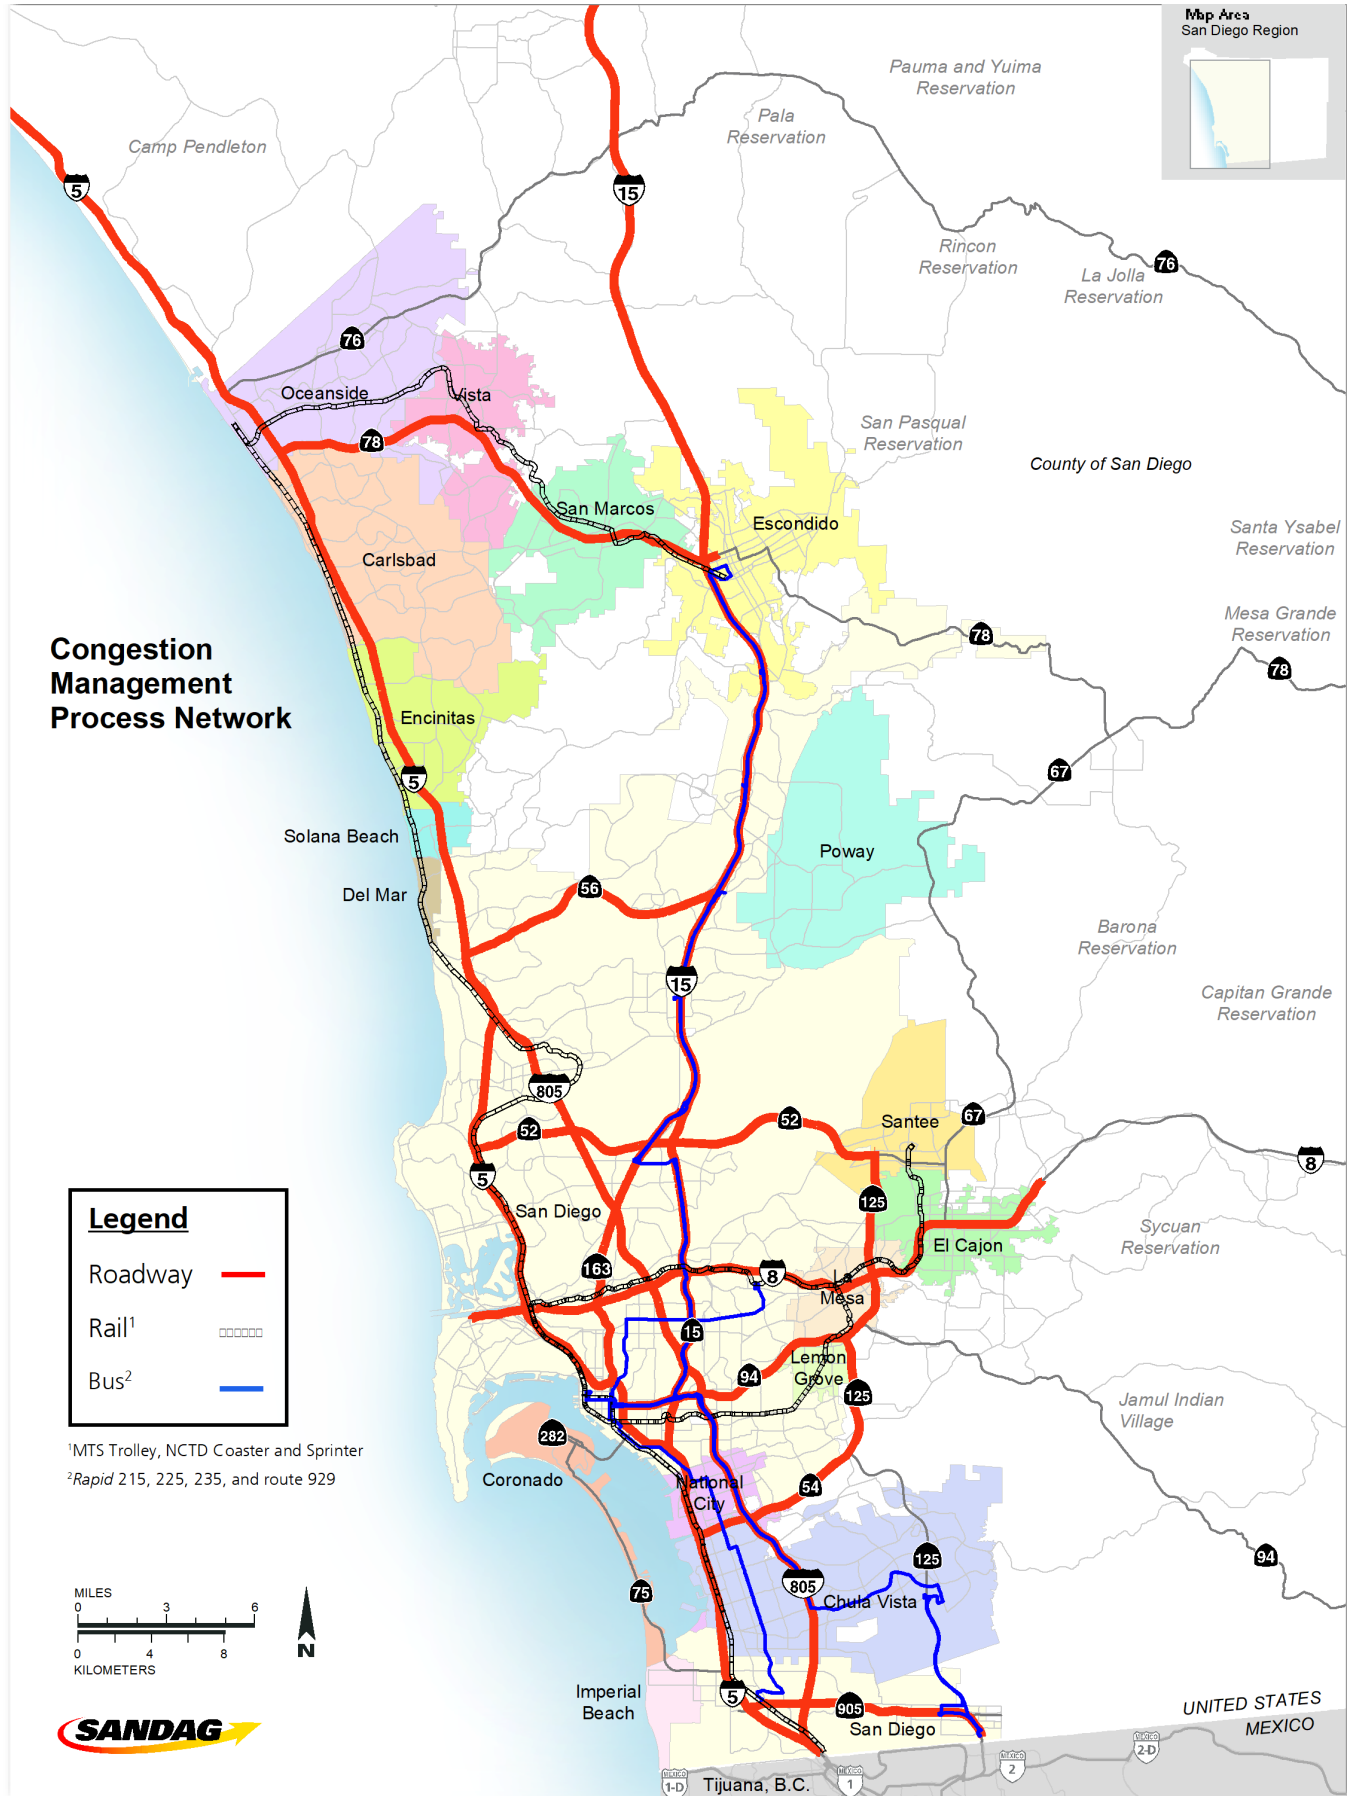 Map Area
San Diego Region
Pauma and Yuima
Reservation
Pala
Reservation
Camp Pendleton
5
15
Rincon
Reservation
La Jolla
Reservation
76
76
Oceanside
Vista
78
San Pasqual
Reservation
County of San Diego
San Marcos
Escondido
Santa Ysabel
Reservation
Carlsbad
Mesa Grande
Reservation
78
78
Congestion
Management
Process Network
Encinitas
5
67
Solana Beach
Poway
Del Mar
56
Barona
Reservation
15
Capitan Grande
Reservation
805
52
52
Santee
67
5
8
125
San Diego
Sycuan
Reservation
El Cajon
163
8
La
Mesa
15
Lemon
Grove
94
125
Jamul Indian
Village
282
Coronado
National
City
54
125
94
75
805
Chula Vista
Imperial
Beach
5
905
San Diego
UNITED STATES
MEXICO
MEXICO
1-D
Tijuana, B.C.
MEXICO
1
MEXICO
2
MEXICO
2-D
Legend
Roadway
Rail1
Bus2
1MTS Trolley, NCTD Coaster and Sprinter
2Rapid 215, 225, 235, and route 929
MILES
0 3 6
0 4 8
KILOMETERS
N
SANDAG